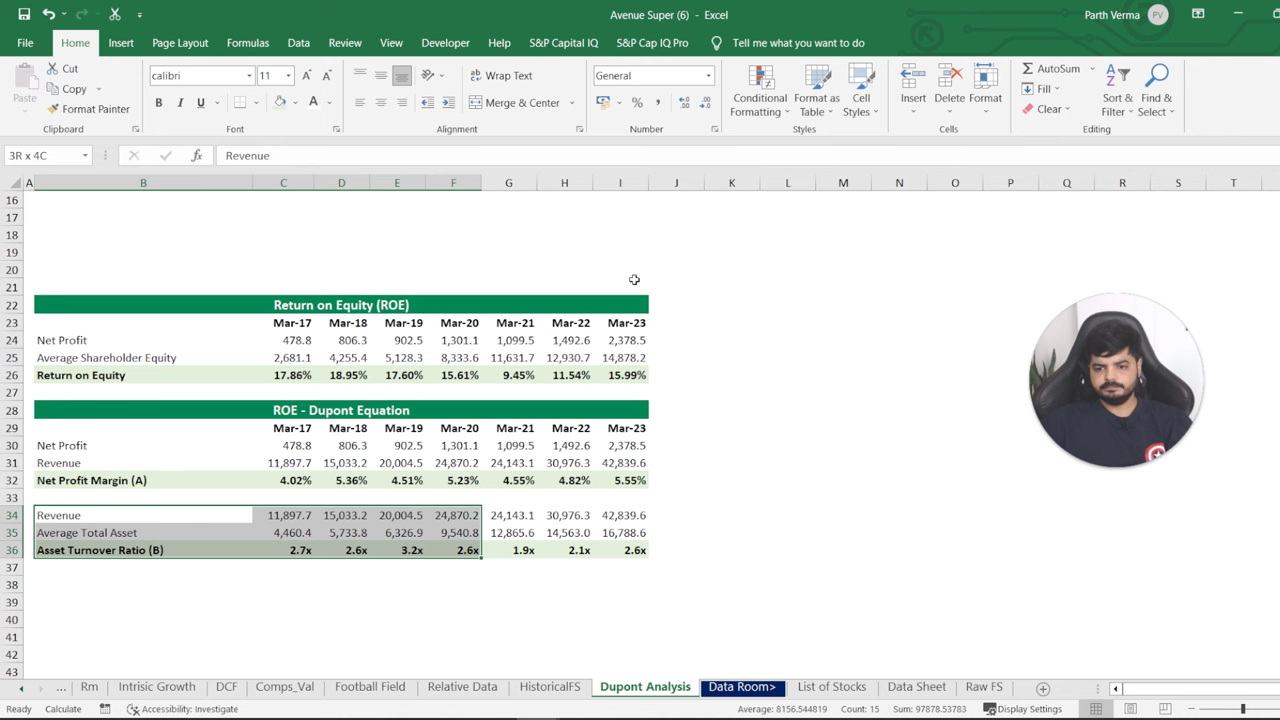 Avenue Super (6) - Excel
Parth Verma PV
File Home Insert Page Layout Formulas Data Review View Developer Help S&P Capital IQ S&P Cap IQ Pro Tell me what you want to do
Paste Cut Copy Format Painter Clipboard
calibri 11 B I U A Font
Wrap Text Merge & Center Alignment
General % Number
Conditional Formatting Format as Table Cell Styles Styles
Insert Delete Format Cells
AutoSum Fill Clear Sort & Filter Find & Select Editing
3R x 4C fx Revenue
A B C D E F G H I J K L M N O P Q R S T
16
17
18
19
20
21
22 Return on Equity (ROE)
23 Mar-17 Mar-18 Mar-19 Mar-20 Mar-21 Mar-22 Mar-23
24 Net Profit 478.8 806.3 902.5 1,301.1 1,099.5 1,492.6 2,378.5
25 Average Shareholder Equity 2,681.1 4,255.4 5,128.3 8,333.6 11,631.7 12,930.7 14,878.2
26 Return on Equity 17.86% 18.95% 17.60% 15.61% 9.45% 11.54% 15.99%
27
28 ROE - Dupont Equation
29 Mar-17 Mar-18 Mar-19 Mar-20 Mar-21 Mar-22 Mar-23
30 Net Profit 478.8 806.3 902.5 1,301.1 1,099.5 1,492.6 2,378.5
31 Revenue 11,897.7 15,033.2 20,004.5 24,870.2 24,143.1 30,976.3 42,839.6
32 Net Profit Margin (A) 4.02% 5.36% 4.51% 5.23% 4.55% 4.82% 5.55%
33
34 Revenue 11,897.7 15,033.2 20,004.5 24,870.2 24,143.1 30,976.3 42,839.6
35 Average Total Asset 4,460.4 5,733.8 6,326.9 9,540.8 12,865.6 14,563.0 16,788.6
36 Asset Turnover Ratio (B) 2.7x 2.6x 3.2x 2.6x 1.9x 2.1x 2.6x
37
38
39
40
41
42
43
... Rm Intrisic Growth DCF Comps_Val Football Field Relative Data HistoricalFS Dupont Analysis Data Room> List of Stocks Data Sheet Raw FS
Ready Calculate Accessibility: Investigate Average: 8156.544819 Count: 15 Sum: 97878.53783 Display Settings